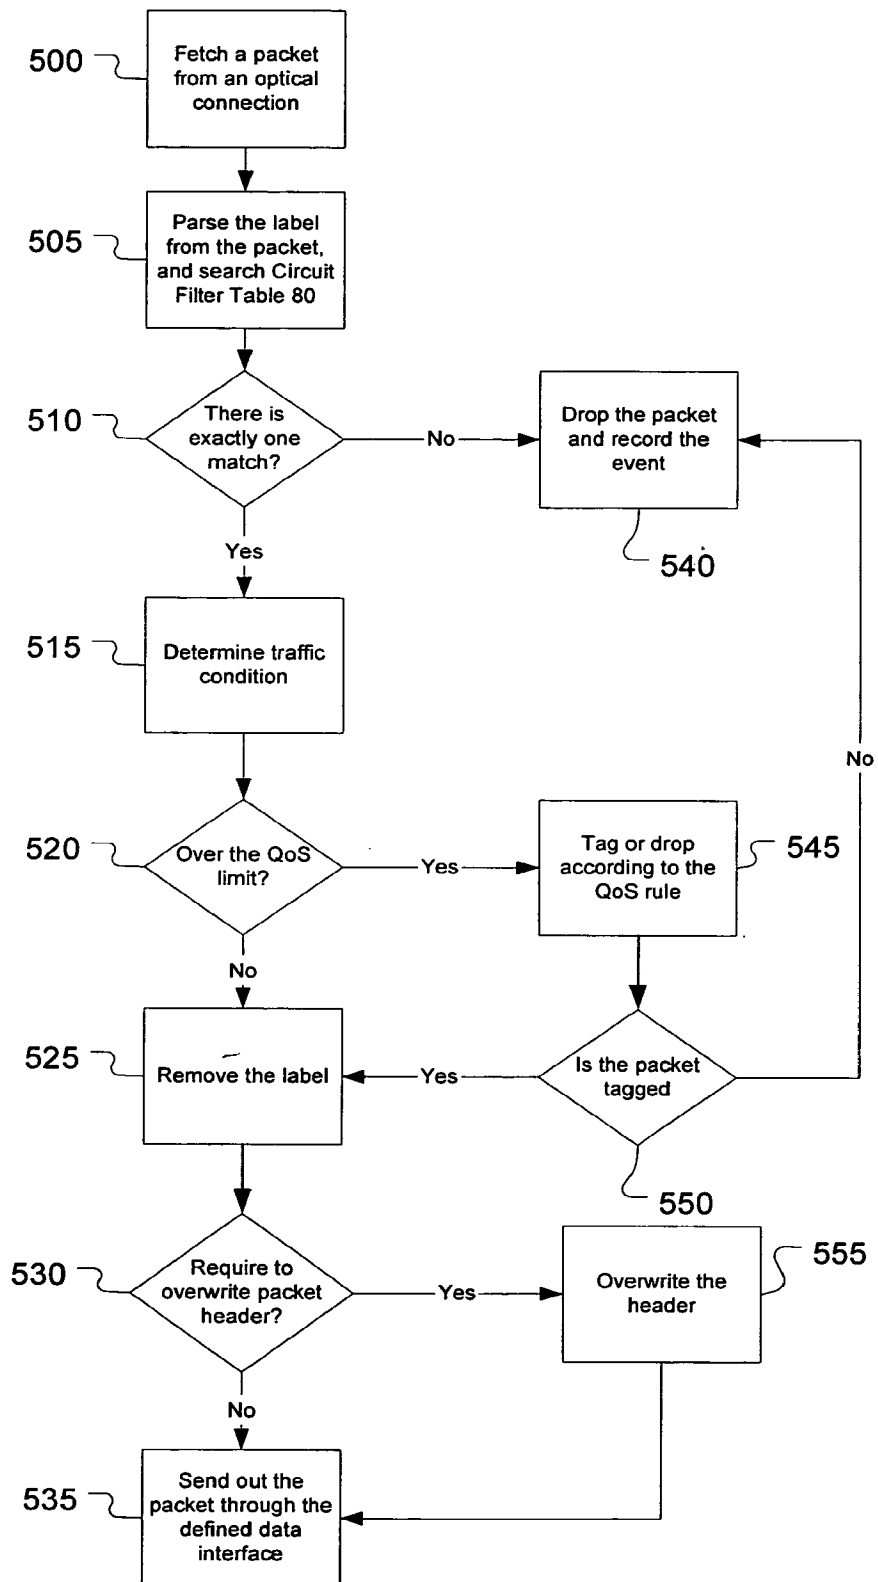 500
Fetch a packet
from an optical
connection
505
Parse the label
from the packet,
and search Circuit
Filter Table 80
510
There is
exactly one
match?
No
Drop the packet
and record the
event
540
Yes
515
Determine traffic
condition
No
520
Over the QoS
limit?
Yes
Tag or drop
according to the
QoS rule
545
No
525
Remove the label
Yes
Is the packet
tagged
550
530
Require to
overwrite packet
header?
Yes
Overwrite the
header
555
No
535
Send out the
packet through the
defined data
interface